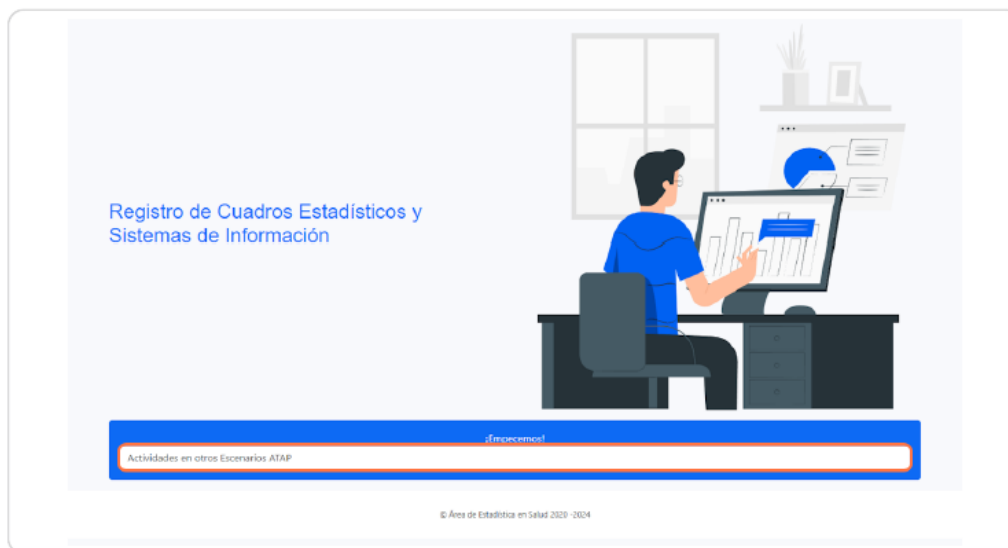 Registro de Cuadros Estadísticos y
Sistemas de Información
¡Empecemos!
Actividades en otros Escenarios ATAP
© Área de Estadística en Salud 2020 -2024